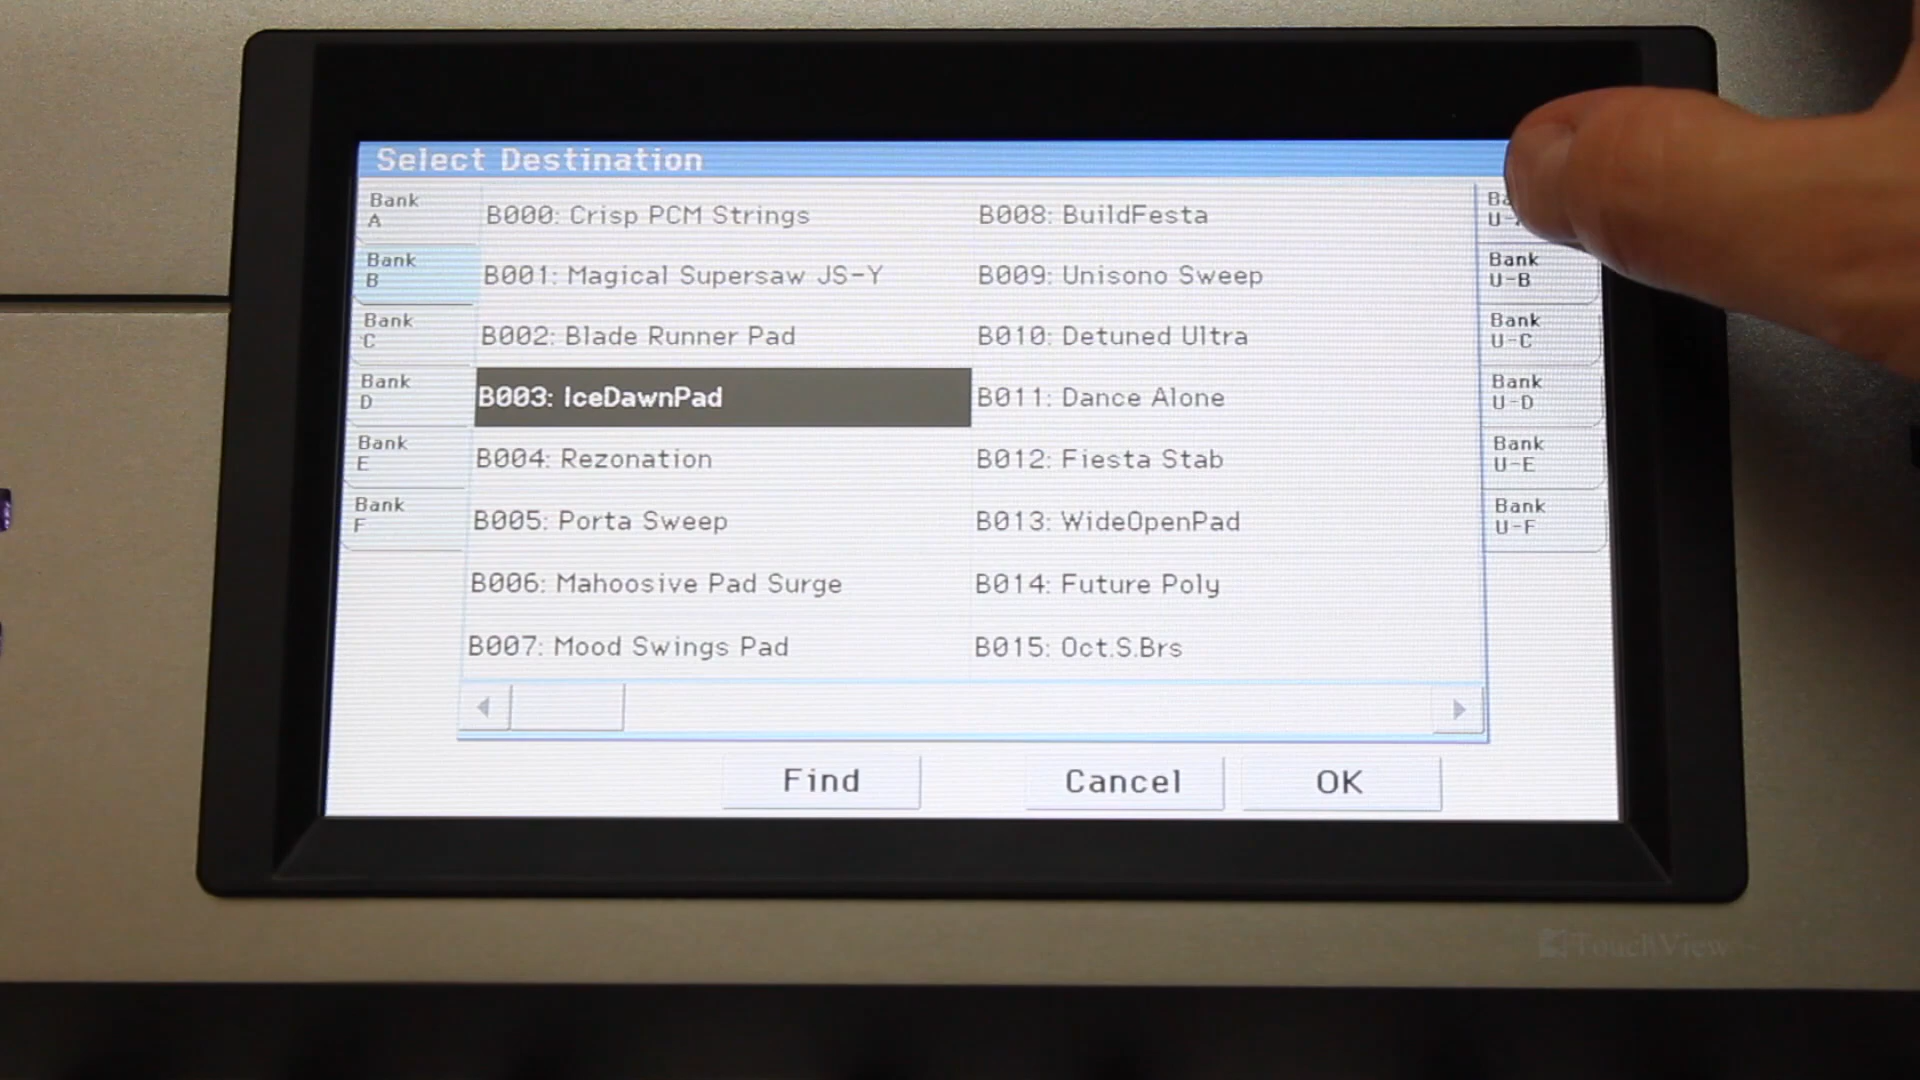 Select Destination
Bank
A
Bank
B
Bank
C
Bank
D
Bank
E
Bank
F
B000: Crisp PCM Strings
B001: Magical Supersaw JS-Y
B002: Blade Runner Pad
B003: IceDawnPad
B004: Rezonation
B005: Porta Sweep
B006: Mahoosive Pad Surge
B007: Mood Swings Pad
B008: BuildFesta
B009: Unisono Sweep
B010: Detuned Ultra
B011: Dance Alone
B012: Fiesta Stab
B013: WideOpenPad
B014: Future Poly
B015: Oct.S.Brs
Bank
U-B
Bank
U-C
Bank
U-D
Bank
U-E
Bank
U-F
Find
Cancel
OK
TouchView